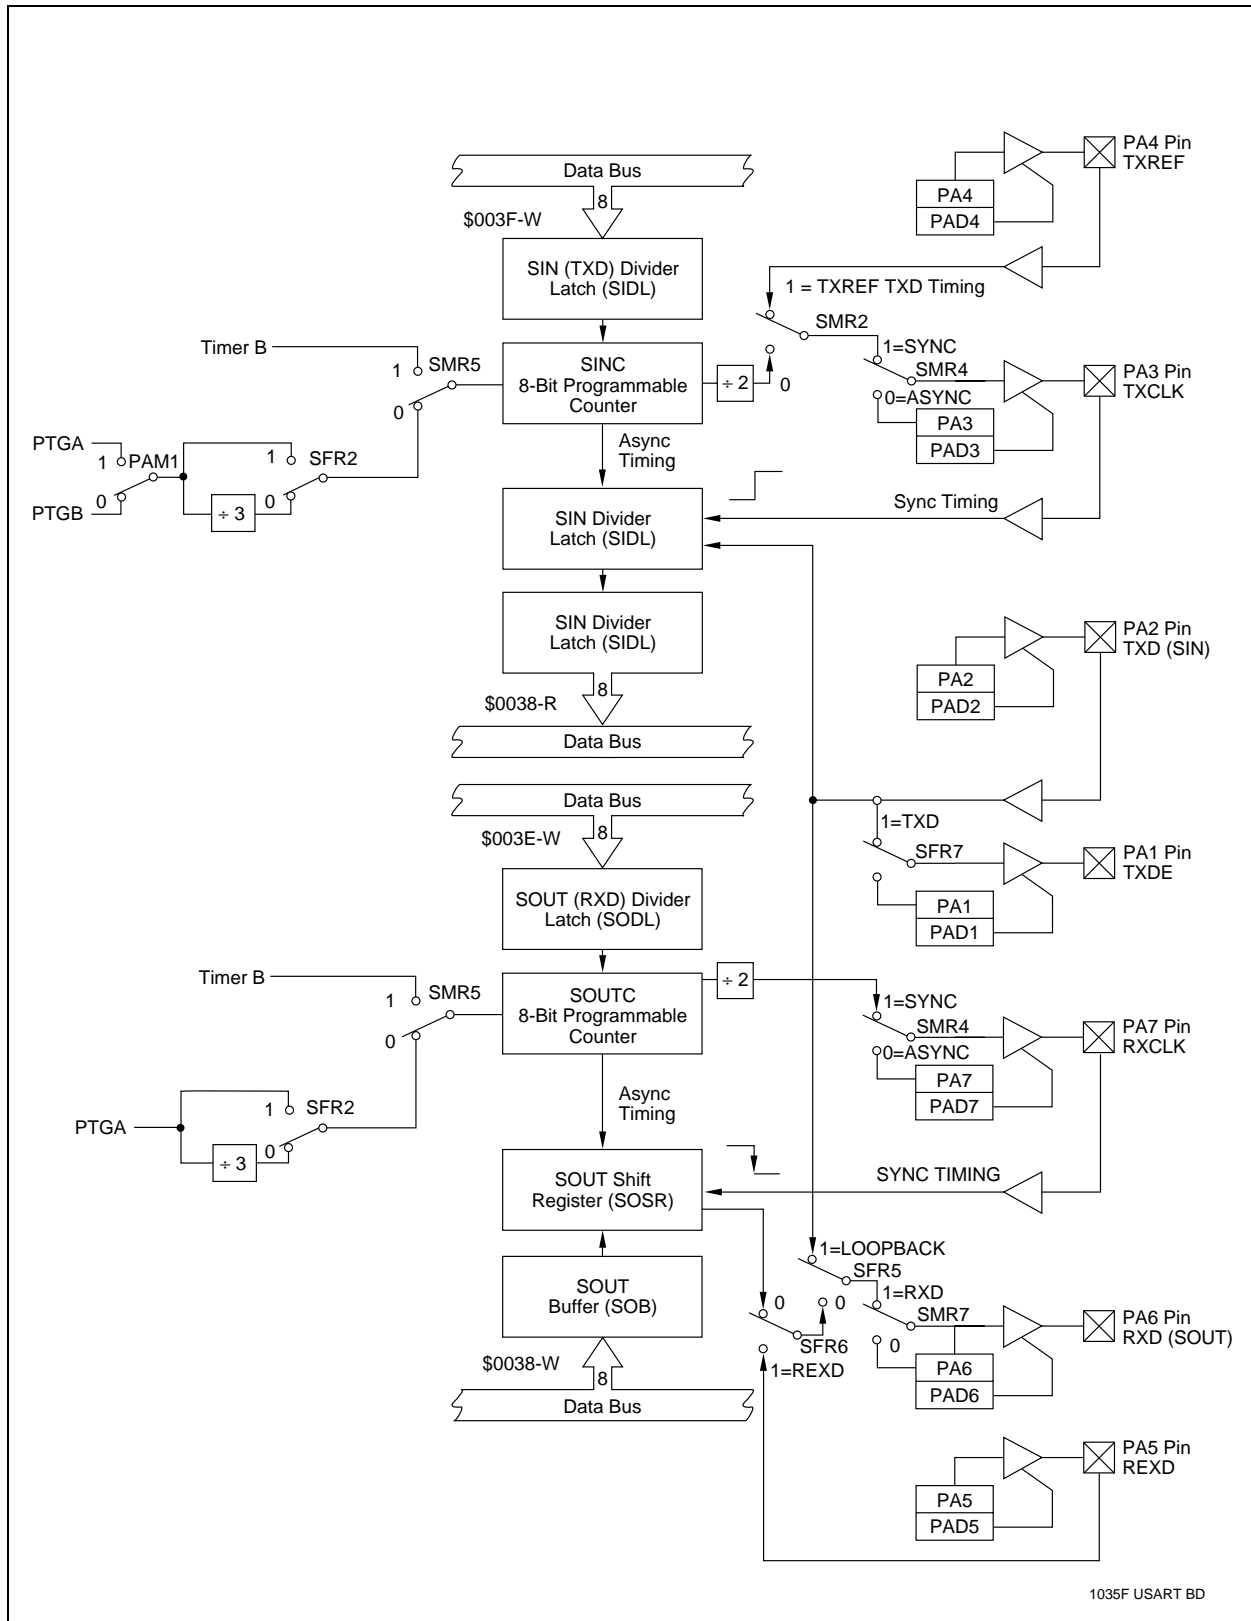 PA4 Pin
TXREF
Data Bus
8
$003F-W
PA4
PAD4
SIN (TXD) Divider
Latch (SIDL)
1 = TXREF TXD Timing
SMR2
Timer B
1
SMR5
0
SINC
8-Bit Programmable
Counter
÷ 2
0
1=SYNC
SMR4
0=ASYNC
PA3
PAD3
PA3 Pin
TXCLK
PTGA
1
PAM1
0
PTGB
÷ 3
1
SFR2
0
Async
Timing
Sync Timing
SIN Divider
Latch (SIDL)
SIN Divider
Latch (SIDL)
PA2 Pin
TXD (SIN)
PA2
PAD2
8
$0038-R
Data Bus
Data Bus
8
$003E-W
1=TXD
SFR7
PA1 Pin
TXDE
PA1
PAD1
SOUT (RXD) Divider
Latch (SODL)
Timer B
1
SMR5
0
SOUTC
8-Bit Programmable
Counter
÷ 2
1=SYNC
SMR4
0=ASYNC
PA7
PAD7
PA7 Pin
RXCLK
PTGA
÷ 3
1
SFR2
0
Async
Timing
SYNC TIMING
SOUT Shift
Register (SOSR)
1=LOOPBACK
SFR5
0
SOUT
Buffer (SOB)
0
SFR6
1=REXD
1=RXD
SMR7
0
PA6
PAD6
PA6 Pin
RXD (SOUT)
$0038-W
8
Data Bus
PA5 Pin
REXD
PA5
PAD5
1035F USART BD